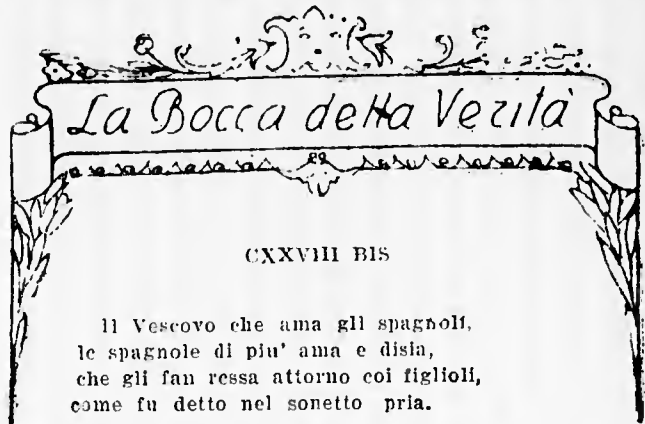 La Bocca della Verità
CXXVIII BIS
Il Vescovo che ama gli spagnoli,
le spagnole di piu' ama e disia,
che gli fan ressa attorno coi figlioli,
come fu detto nel sonetto pria.